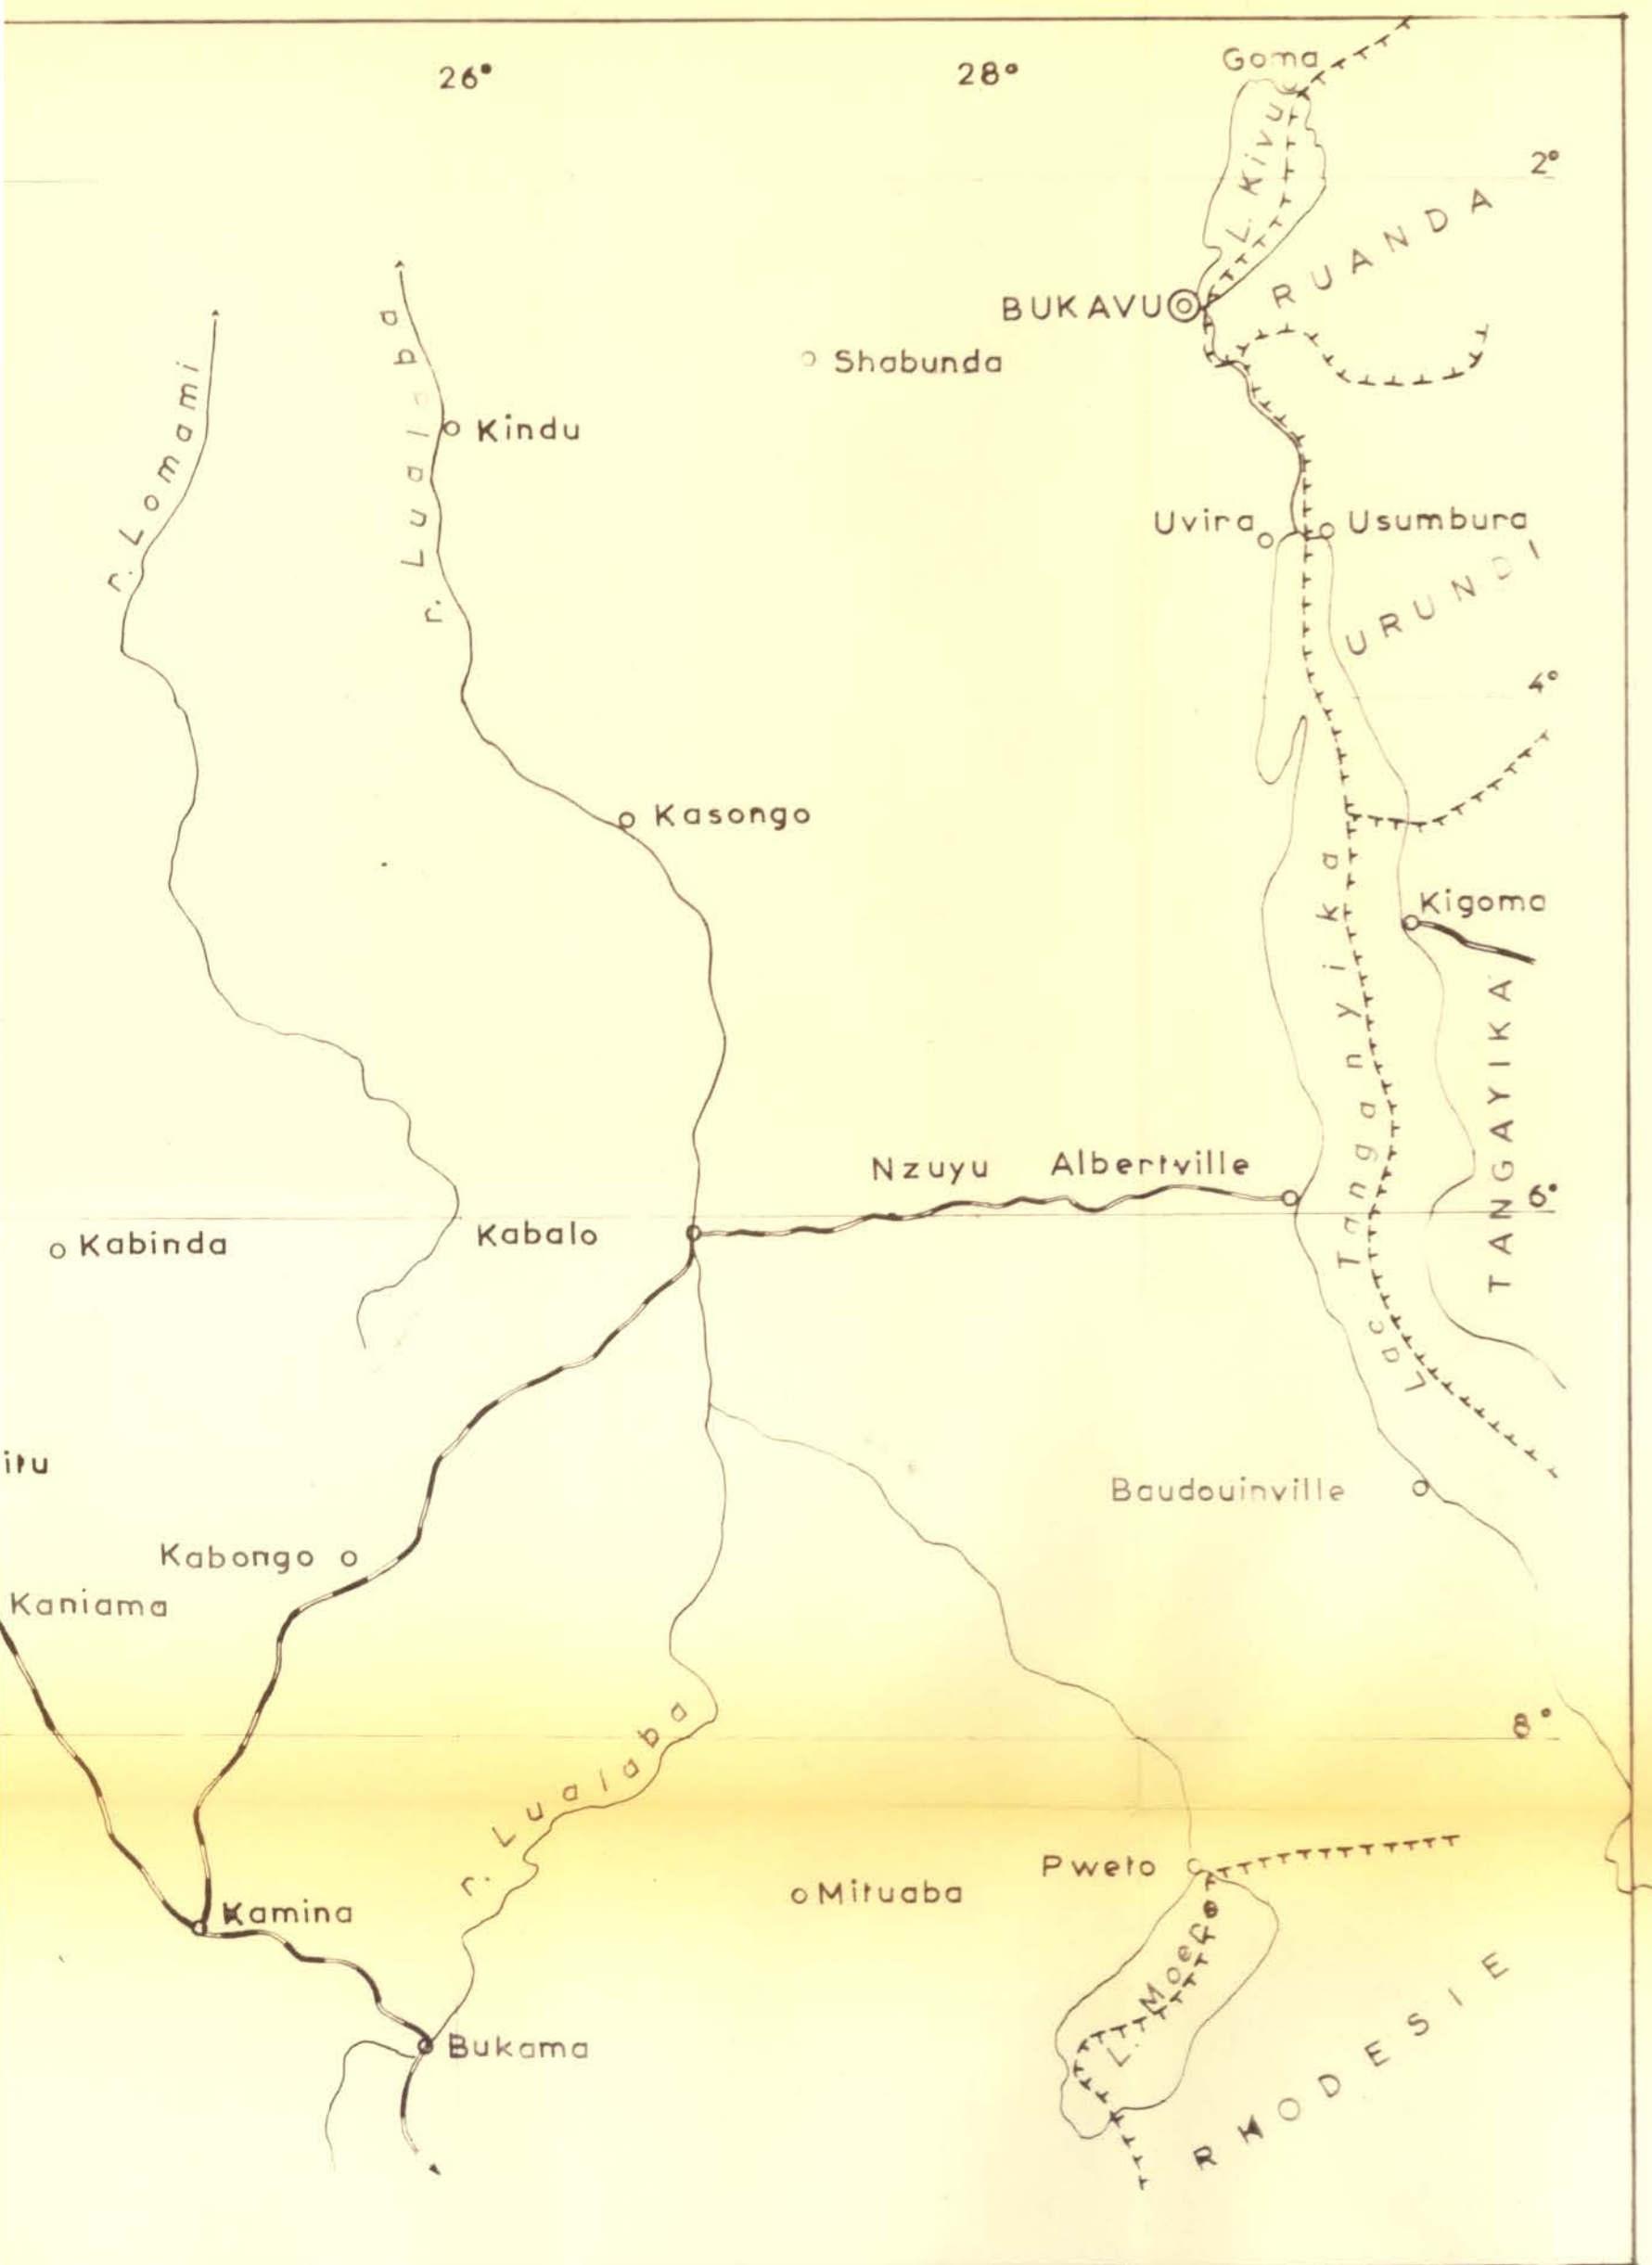 26° 28° Goma
2°
L. Kivu
RUANDA
BUKAVU
Shabunda
r. Lomami
r. Lualaba
Kindu
Uvira
Usumbura
URUNDI
4°
Kasongo
Kigoma
Lac Tanganyika
TANGAYIKA
Nzuyu
Albertville
6°
Kabinda
Kabalo
itu
Baudouinville
Kabongo
Kaniama
8°
r. Lualaba
Pweto
Mituaba
Kamina
L. Moero
RHODESIE
Bukama